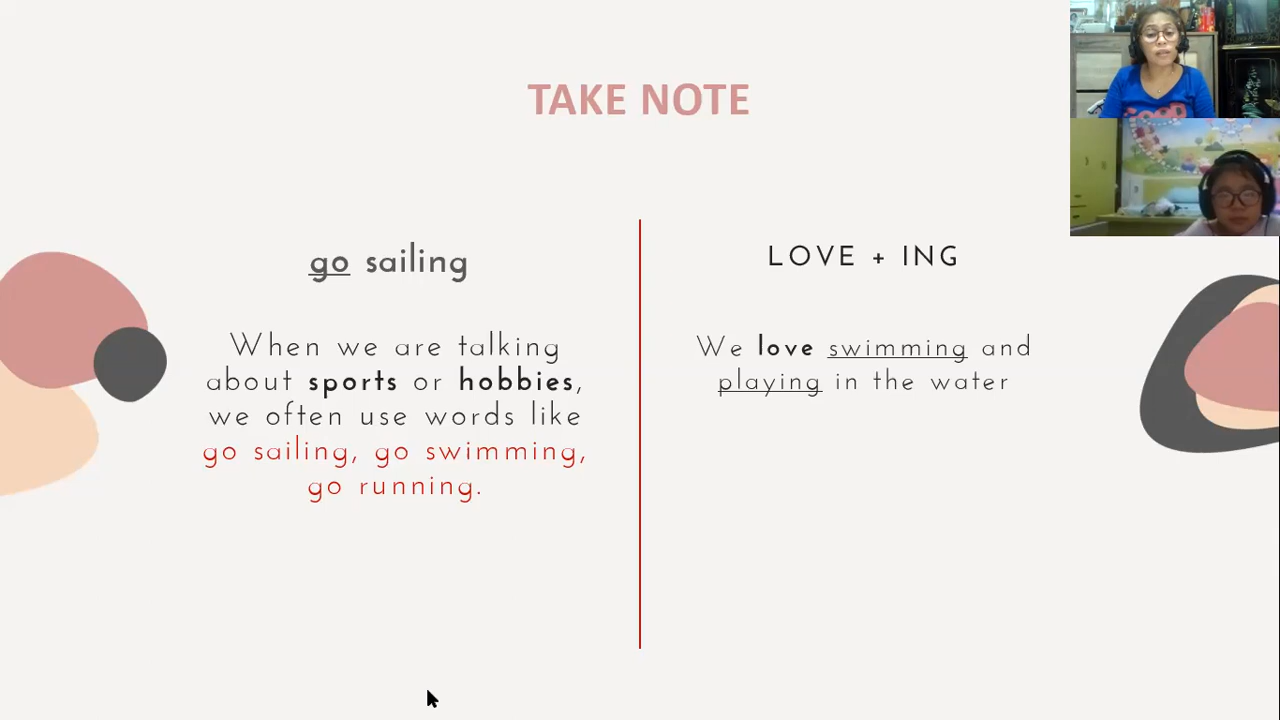 TAKE NOTE
go sailing
When we are talking
about sports or hobbies,
we often use words like
go sailing, go swimming,
go running.
LOVE + ING
We love swimming and
playing in the water